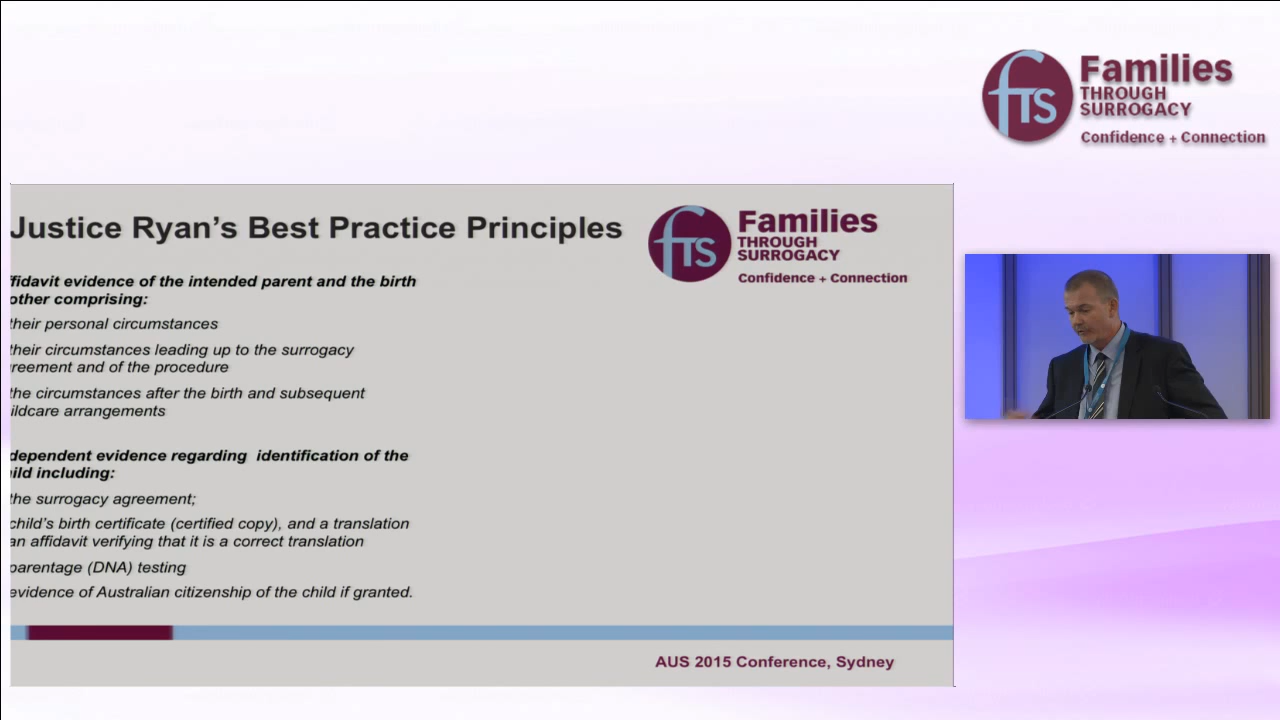 fTS
Families
THROUGH
SURROGACY
Confidence + Connection
Justice Ryan's Best Practice Principles
fTS
Families
THROUGH
SURROGACY
Confidence + Connection
ffidavit evidence of the intended parent and the birth
other comprising:
their personal circumstances
their circumstances leading up to the surrogacy
reement and of the procedure
the circumstances after the birth and subsequent
ildcare arrangements
dependent evidence regarding identification of the
ild including:
the surrogacy agreement;
child's birth certificate (certified copy), and a translation
an affidavit verifying that it is a correct translation
parentage (DNA) testing
evidence of Australian citizenship of the child if granted.
AUS 2015 Conference, Sydney